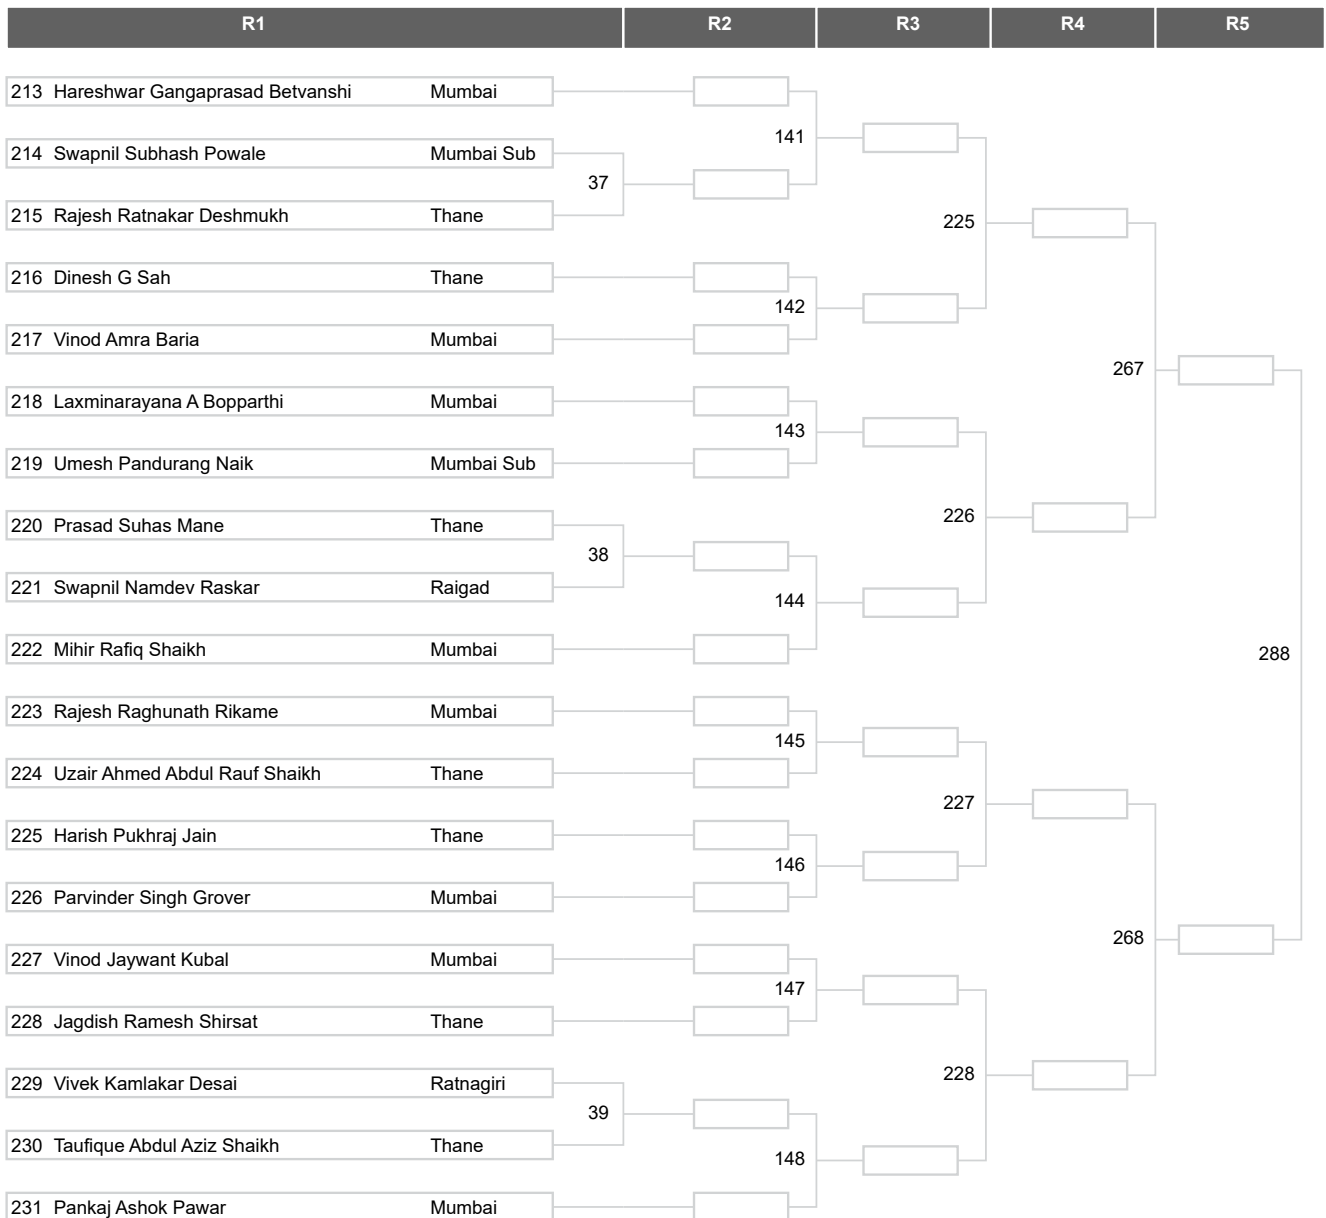 R1 R2 R3 R4 R5
213 Hareshwar Gangaprasad Betvanshi Mumbai
141
214 Swapnil Subhash Powale Mumbai Sub
37
215 Rajesh Ratnakar Deshmukh Thane
225
216 Dinesh G Sah Thane
142
217 Vinod Amra Baria Mumbai
267
218 Laxminarayana A Bopparthi Mumbai
143
219 Umesh Pandurang Naik Mumbai Sub
226
220 Prasad Suhas Mane Thane
38
221 Swapnil Namdev Raskar Raigad
144
222 Mihir Rafiq Shaikh Mumbai
288
223 Rajesh Raghunath Rikame Mumbai
145
224 Uzair Ahmed Abdul Rauf Shaikh Thane
227
225 Harish Pukhraj Jain Thane
146
226 Parvinder Singh Grover Mumbai
268
227 Vinod Jaywant Kubal Mumbai
147
228 Jagdish Ramesh Shirsat Thane
228
229 Vivek Kamlakar Desai Ratnagiri
39
230 Taufique Abdul Aziz Shaikh Thane
148
231 Pankaj Ashok Pawar Mumbai